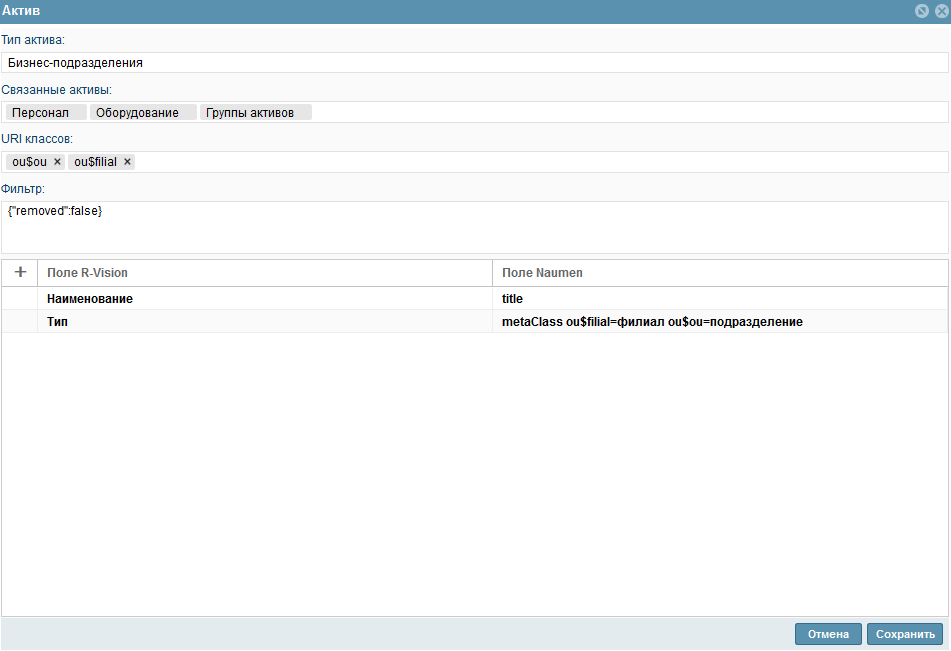 Актив
Тип актива:
Бизнес-подразделения
Связанные активы:
Персонал Оборудование Группы активов
URI классов:
ou$ou × ou$filial ×
Фильтр:
{"removed":false}
+ Поле R-Vision Поле Naumen
Наименование title
Тип metaClass ou$filial=филиал ou$ou=подразделение
Отмена Сохранить